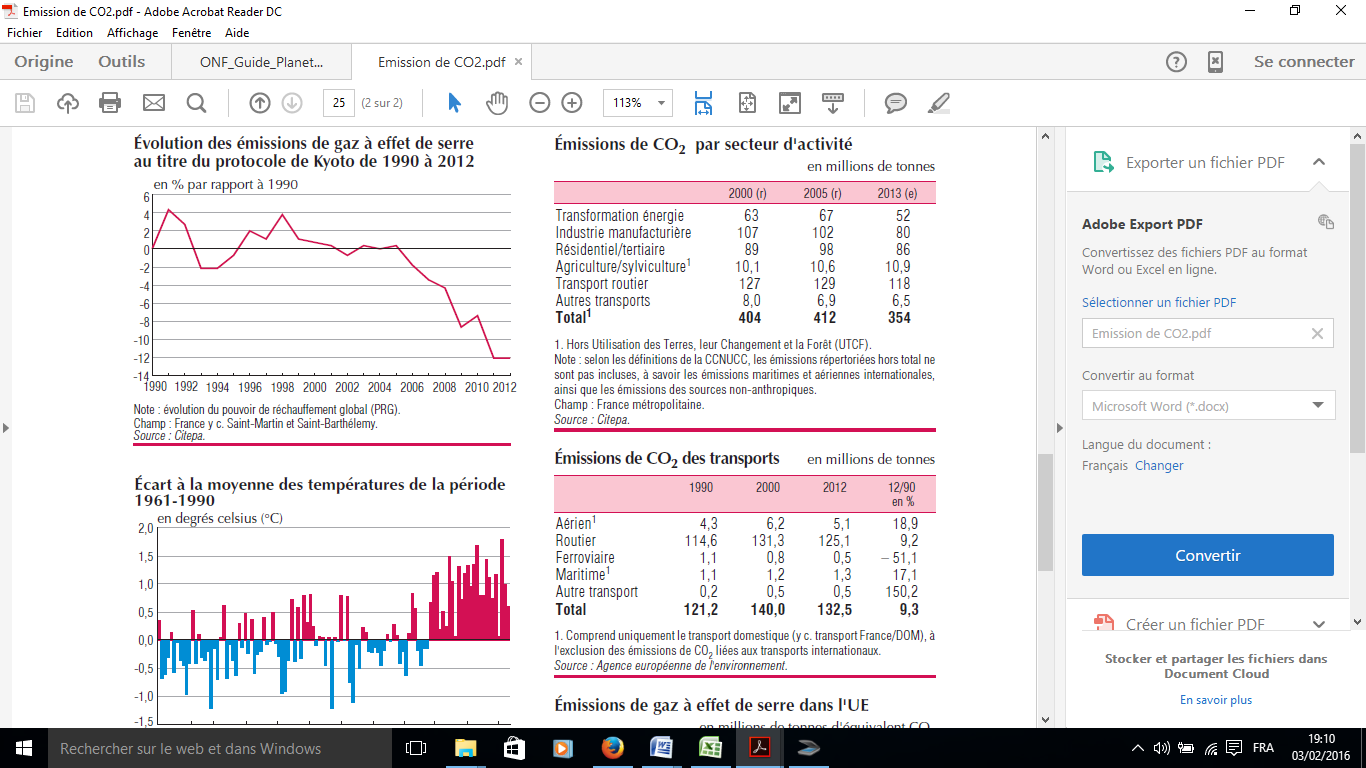 Emission de CO2.pdf - Adobe Acrobat Reader DC
Fichier Edition Affichage Fenêtre Aide
Origine Outils ONF_Guide_Planet... Emission de CO2.pdf × Se connecter
25 (2 sur 2) 113%
Évolution des émissions de gaz à effet de serre
au titre du protocole de Kyoto de 1990 à 2012
en % par rapport à 1990
6
4
2
0
-2
-4
-6
-8
-10
-12
-14
1990 1992 1994 1996 1998 2000 2002 2004 2006 2008 2010 2012
Note : évolution du pouvoir de réchauffement global (PRG).
Champ : France y c. Saint-Martin et Saint-Barthélemy.
Source : Citepa.
Écart à la moyenne des températures de la période
1961-1990
en degrés celsius (°C)
2,0
1,5
1,0
0,5
0,0
-0,5
-1,0
-1,5
Émissions de CO2 par secteur d'activité
en millions de tonnes
2000 (r) 2005 (r) 2013 (e)
Transformation énergie 63 67 52
Industrie manufacturière 107 102 80
Résidentiel/tertiaire 89 98 86
Agriculture/sylviculture1 10,1 10,6 10,9
Transport routier 127 129 118
Autres transports 8,0 6,9 6,5
Total1 404 412 354
1. Hors Utilisation des Terres, leur Changement et la Forêt (UTCF).
Note : selon les définitions de la CCNUCC, les émissions répertoriées hors total ne
sont pas incluses, à savoir les émissions maritimes et aériennes internationales,
ainsi que les émissions des sources non-anthropiques.
Champ : France métropolitaine.
Source : Citepa.
Émissions de CO2 des transports en millions de tonnes
1990 2000 2012 12/90
en %
Aérien1 4,3 6,2 5,1 18,9
Routier 114,6 131,3 125,1 9,2
Ferroviaire 1,1 0,8 0,5 – 51,1
Maritime1 1,1 1,2 1,3 17,1
Autre transport 0,2 0,5 0,5 150,2
Total 121,2 140,0 132,5 9,3
1. Comprend uniquement le transport domestique (y c. transport France/DOM), à
l'exclusion des émissions de CO2 liées aux transports internationaux.
Source : Agence européenne de l'environnement.
Émissions de gaz à effet de serre dans l'UE
en millions de tonnes d'équivalent CO
Exporter un fichier PDF
Adobe Export PDF
Convertissez des fichiers PDF au format
Word ou Excel en ligne.
Sélectionner un fichier PDF
Emission de CO2.pdf
Convertir au format
Microsoft Word (*.docx)
Langue du document :
Français Changer
Convertir
Créer un fichier PDF
Stocker et partager les fichiers dans
Document Cloud
En savoir plus
Rechercher sur le web et dans Windows
FRA
19:10
03/02/2016